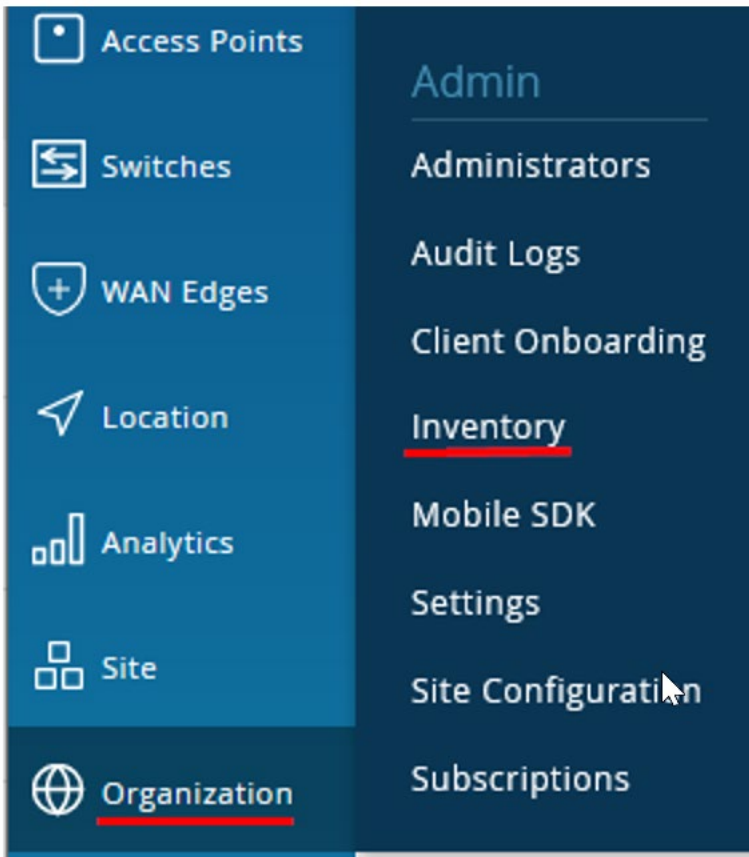 Access Points
Switches
WAN Edges
Location
Analytics
Site
Organization
Admin
Administrators
Audit Logs
Client Onboarding
Inventory
Mobile SDK
Settings
Site Configuration
Subscriptions